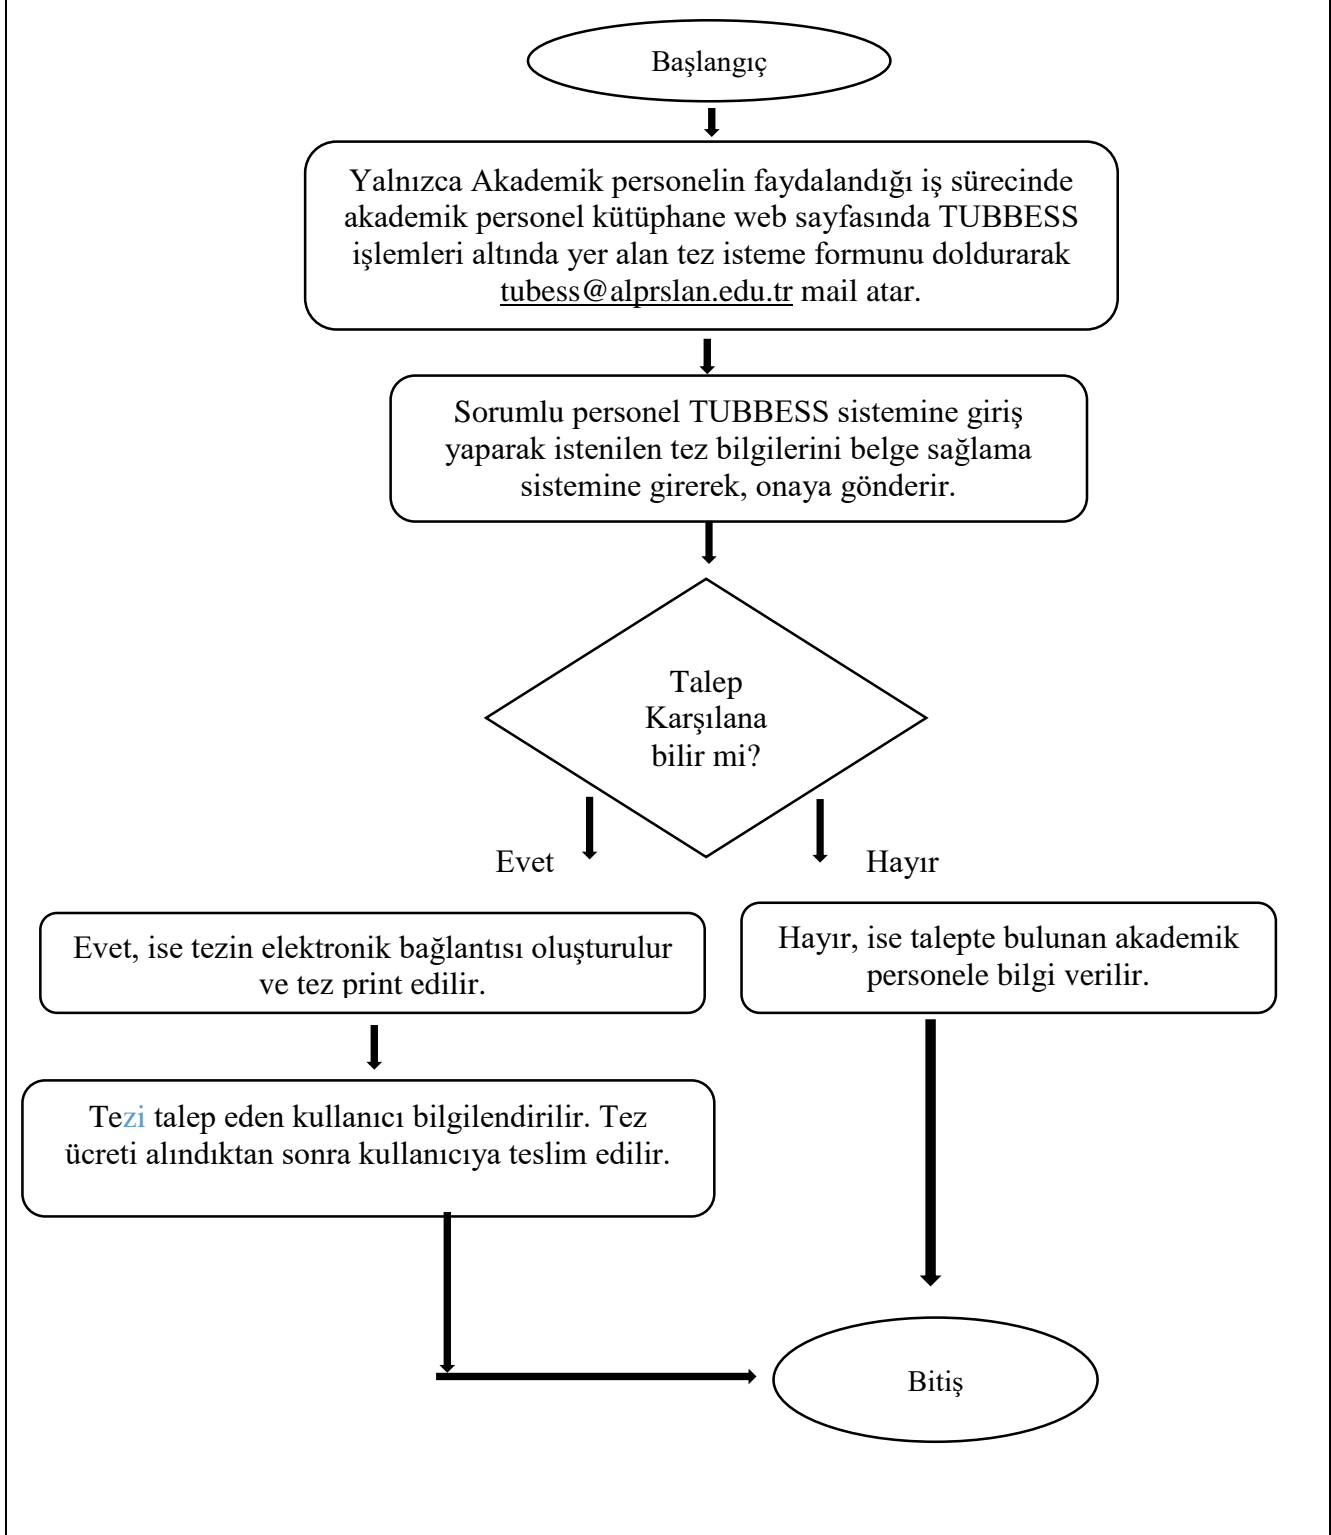 Başlangıç
Yalnızca Akademik personelin faydalandığı iş sürecinde
akademik personel kütüphane web sayfasında TUBBESS
işlemleri altında yer alan tez isteme formunu doldurarak
tubess@alprslan.edu.tr mail atar.
Sorumlu personel TUBBESS sistemine giriş
yaparak istenilen tez bilgilerini belge sağlama
sistemine girerek, onaya gönderir.
Talep
Karşılana
bilir mi?
Evet
Hayır
Evet, ise tezin elektronik bağlantısı oluşturulur
ve tez print edilir.
Hayır, ise talepte bulunan akademik
personele bilgi verilir.
Tezi talep eden kullanıcı bilgilendirilir. Tez
ücreti alındıktan sonra kullanıcıya teslim edilir.
Bitiş